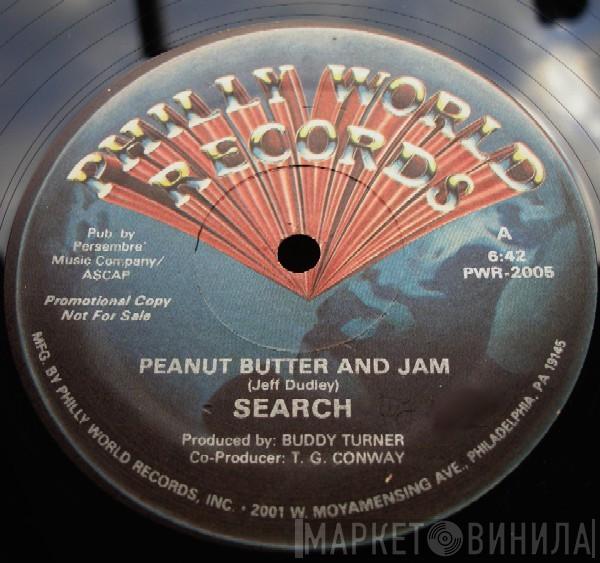 PHILLY WORLD
RECORDS
Pub by
Persembre'
Music Company/
ASCAP
Promotional Copy
Not For Sale
A
6:42
PWR-2005
PEANUT BUTTER AND JAM
(Jeff Dudley)
SEARCH
Produced by: BUDDY TURNER
Co-Producer: T. G. CONWAY
MFG. BY PHILLY WORLD RECORDS, INC. • 2001 W. MOYAMENSING AVE., PHILADELPHIA, PA 19145
МАРКЕТ ВИНИЛА